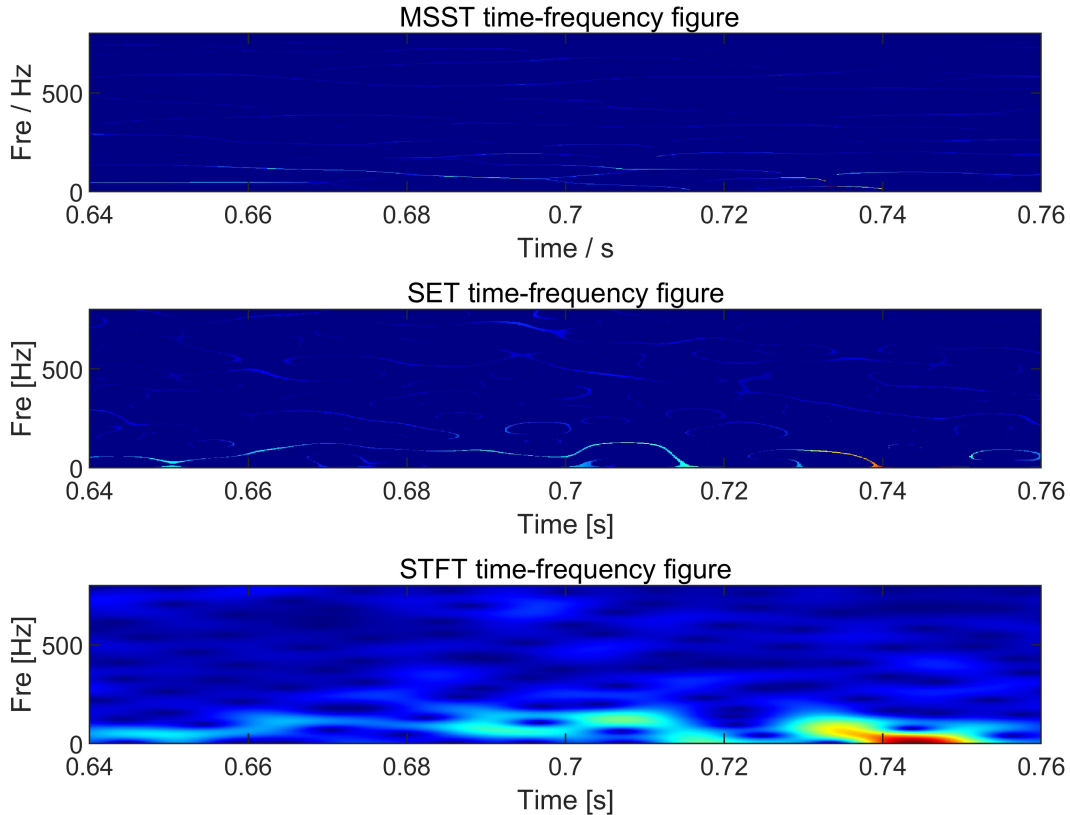 MSST time-frequency figure
Fre / Hz
500
0
0.64 0.66 0.68 0.7 0.72 0.74 0.76
Time / s
SET time-frequency figure
Fre [Hz]
500
0
0.64 0.66 0.68 0.7 0.72 0.74 0.76
Time [s]
STFT time-frequency figure
Fre [Hz]
500
0
0.64 0.66 0.68 0.7 0.72 0.74 0.76
Time [s]